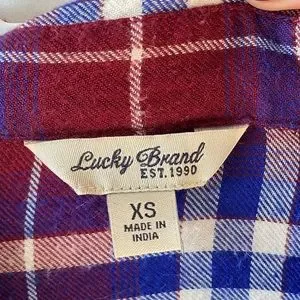 Lucky Brand
EST. 1990
XS
MADE IN
INDIA